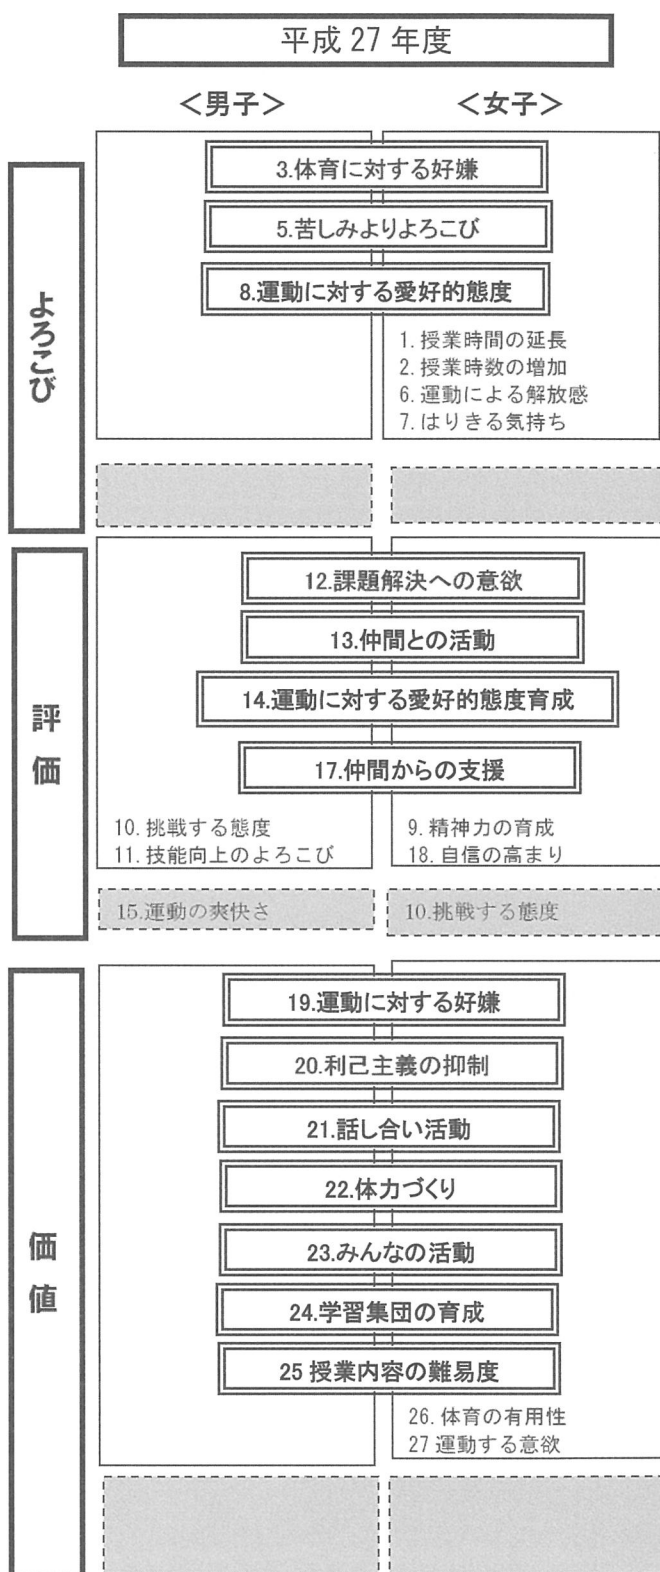 平成 27 年度
＜男子＞
＜女子＞
よろこび
3.体育に対する好嫌
5.苦しみよりよろこび
8.運動に対する愛好的態度
1. 授業時間の延長
2. 授業時数の増加
6. 運動による解放感
7. はりきる気持ち
評価
12.課題解決への意欲
13.仲間との活動
14.運動に対する愛好的態度育成
17.仲間からの支援
10. 挑戦する態度
11. 技能向上のよろこび
9. 精神力の育成
18. 自信の高まり
15.運動の爽快さ
10.挑戦する態度
価値
19.運動に対する好嫌
20.利己主義の抑制
21.話し合い活動
22.体力づくり
23.みんなの活動
24.学習集団の育成
25 授業内容の難易度
26. 体育の有用性
27 運動する意欲